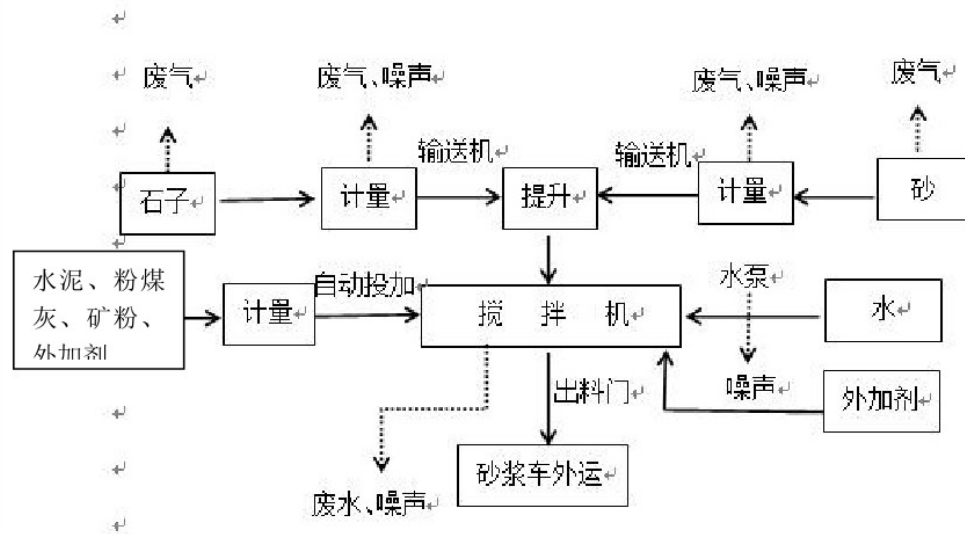 废气
废气、噪声
废气、噪声
废气
输送机
输送机
石子
计量
提升
计量
砂
水泥、粉煤
灰、矿粉、
外加剂
计量
自动投加
搅 拌 机
水泵
水
噪声
外加剂
出料门
砂浆车外运
废水、噪声